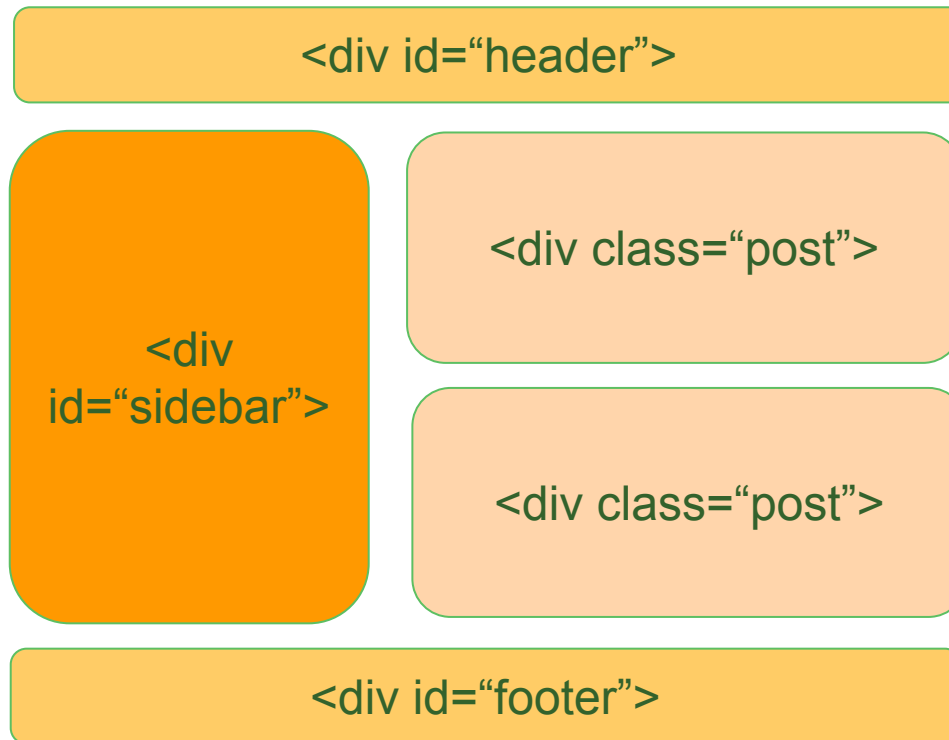 <div id=“header”>
<div
id=“sidebar”>
<div class=“post”>
<div class=“post”>
<div id=“footer”>